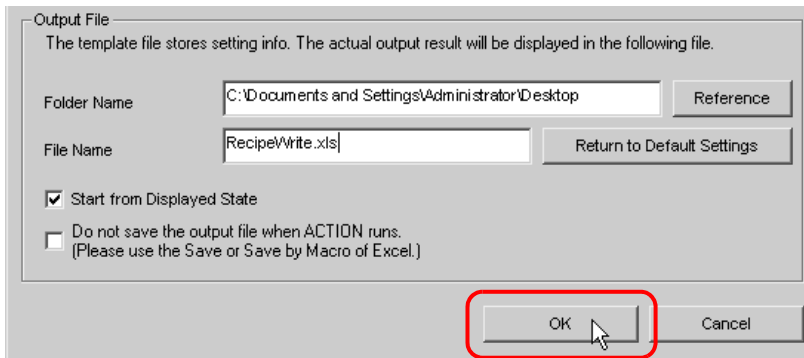 Output File
The template file stores setting info. The actual output result will be displayed in the following file.
Folder Name
C:\Documents and Settings\Administrator\Desktop
Reference
File Name
RecipeWrite.xls
Return to Default Settings
Start from Displayed State
Do not save the output file when ACTION runs.
(Please use the Save or Save by Macro of Excel.)
OK
Cancel